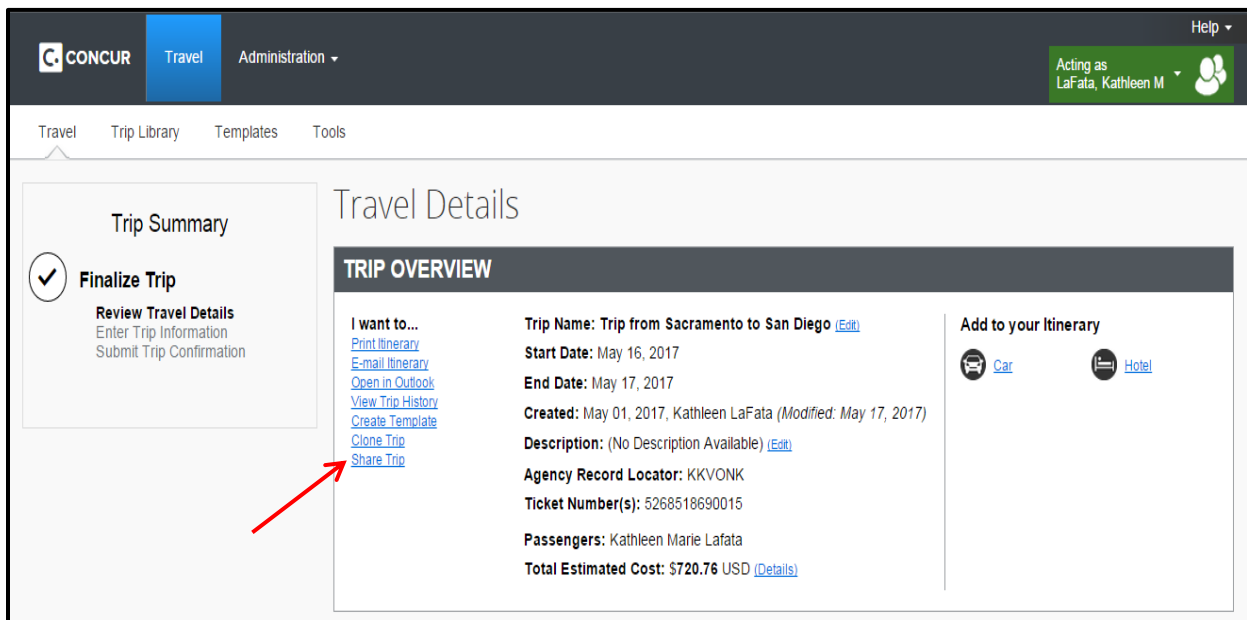 Help
C. CONCUR
Travel
Administration
Acting as
LaFata, Kathleen M
Travel
Trip Library
Templates
Tools
Trip Summary
Finalize Trip
Review Travel Details
Enter Trip Information
Submit Trip Confirmation
Travel Details
TRIP OVERVIEW
I want to...
Print Itinerary
E-mail Itinerary
Open in Outlook
View Trip History
Create Template
Clone Trip
Share Trip
Trip Name: Trip from Sacramento to San Diego (Edit)
Start Date: May 16, 2017
End Date: May 17, 2017
Created: May 01, 2017, Kathleen LaFata (Modified: May 17, 2017)
Description: (No Description Available) (Edit)
Agency Record Locator: KKVONK
Ticket Number(s): 5268518690015
Passengers: Kathleen Marie Lafata
Total Estimated Cost: $720.76 USD (Details)
Add to your Itinerary
Car
Hotel